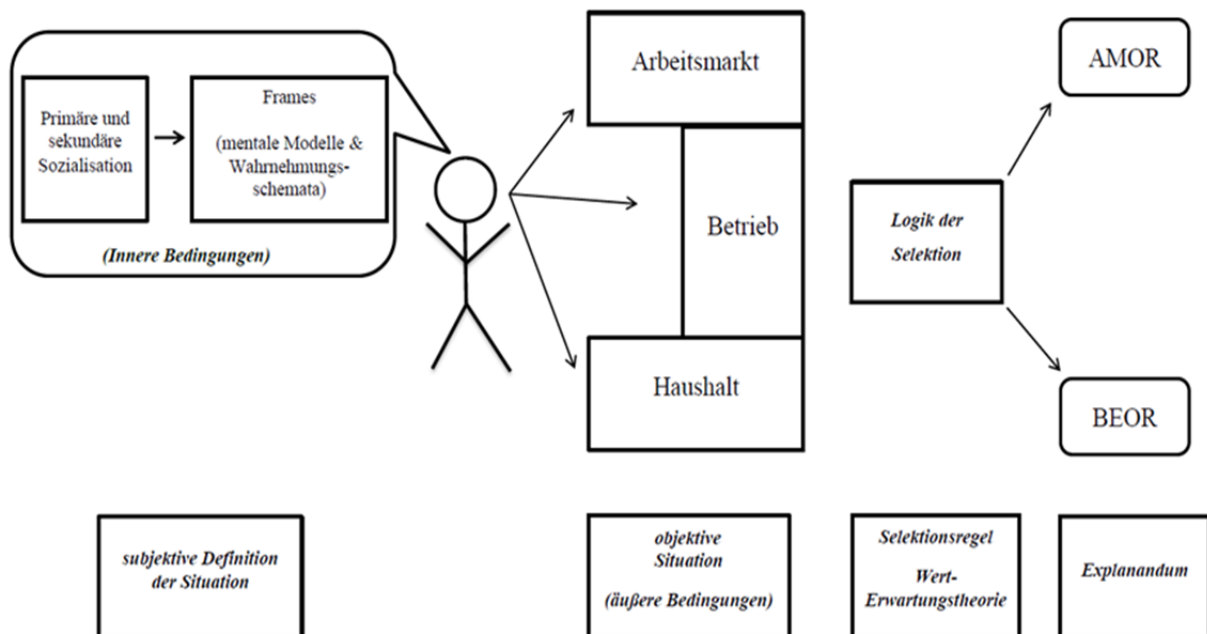 Primäre und
sekundäre
Sozialisation
Frames
(mentale Modelle &
Wahrnehmungs-
schemata)
(Innere Bedingungen)
Arbeitsmarkt
Betrieb
Haushalt
Logik der
Selektion
AMOR
BEOR
subjektive Definition
der Situation
objektive
Situation
(äußere Bedingungen)
Selektionsregel
Wert-
Erwartungstheorie
Explanandum